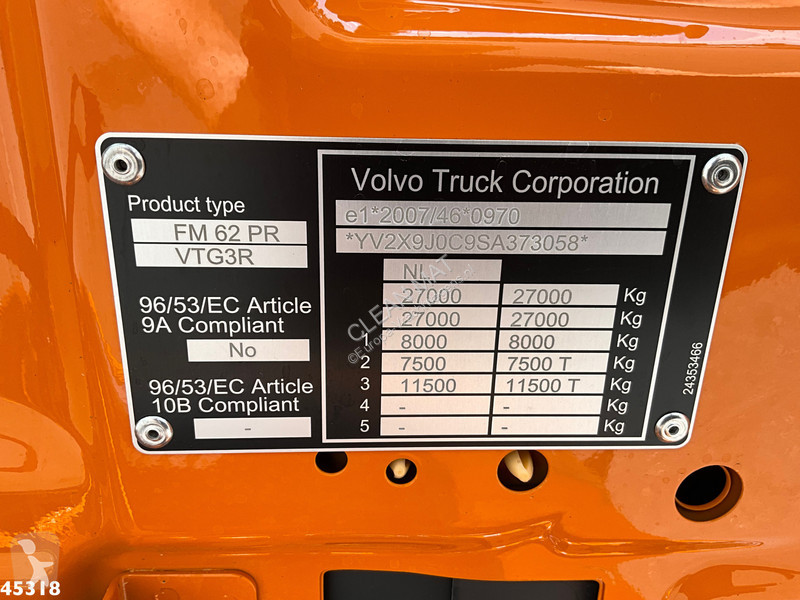 Product type
FM 62 PR
VTG3R
96/53/EC Article
9A Compliant
No
96/53/EC Article
10B Compliant
-
Volvo Truck Corporation
e1*2007/46*0970
*YV2X9J0C9SA373058*
NL
27000 27000 Kg
27000 27000 Kg
1 8000 8000 Kg
2 7500 7500 T Kg
3 11500 11500 T Kg
4 - - Kg
5 - - Kg
24353466
45318